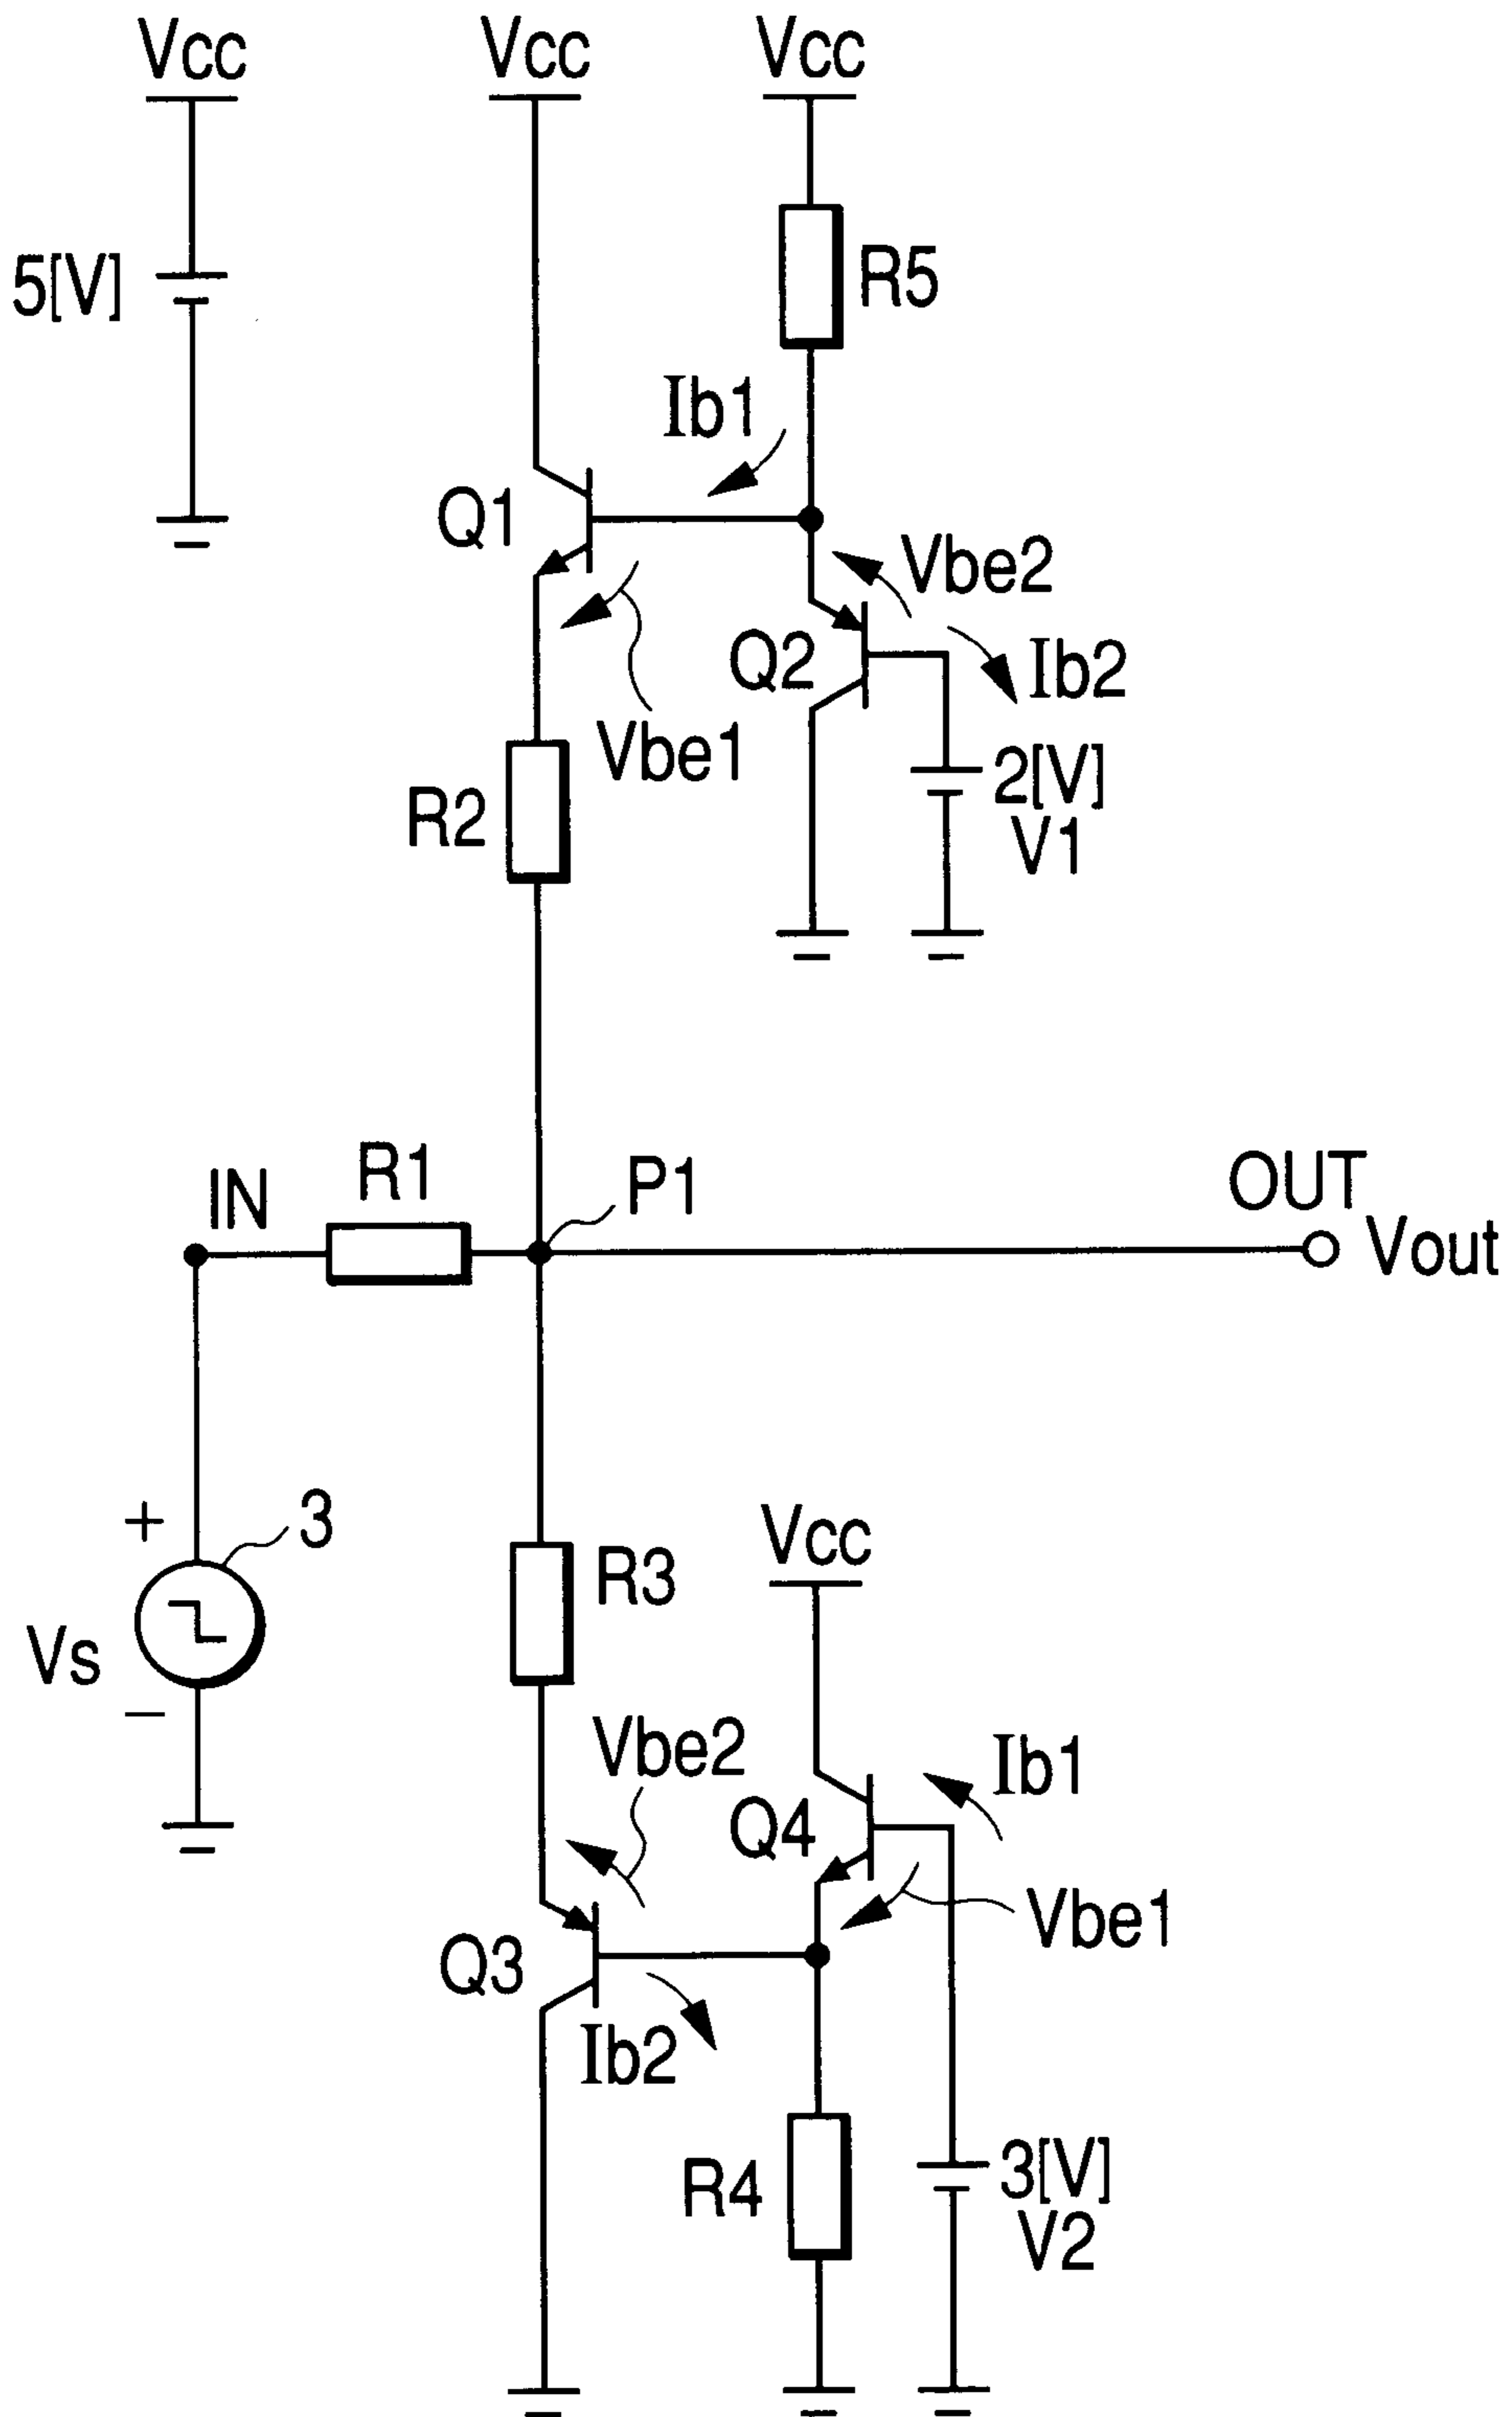 Vcc
Vcc
Vcc
5[V]
R5
Ib1
Q1
Vbe2
Q2
Ib2
Vbe1
2[V]
V1
R2
IN
R1
P1
OUT
Vout
+
3
Vs
−
R3
Vcc
Vbe2
Ib1
Q4
Vbe1
Q3
Ib2
R4
3[V]
V2